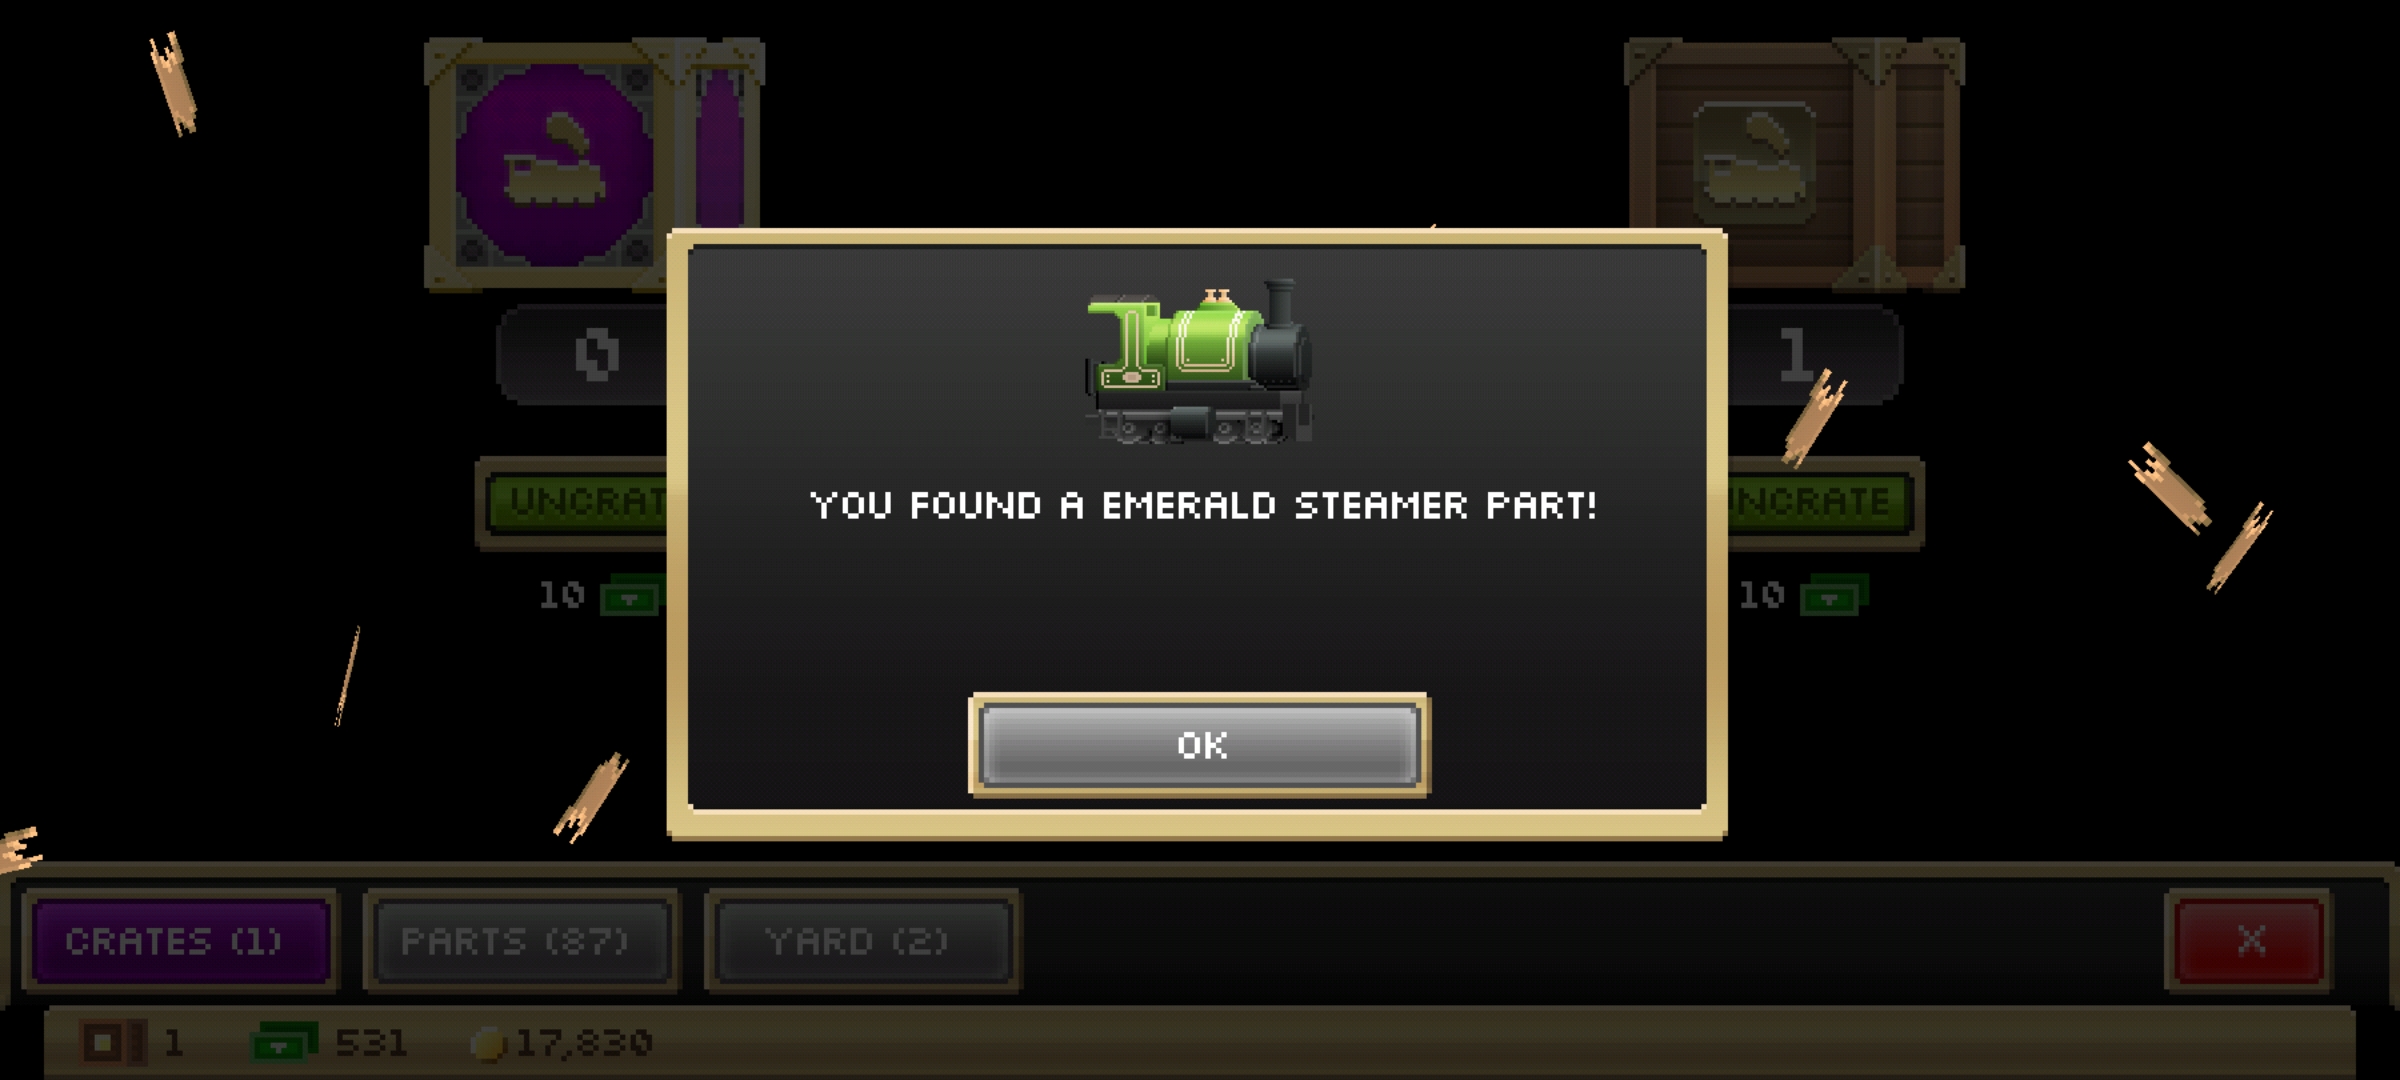 0
1
YOU FOUND A EMERALD STEAMER PART!
UNCRAT
NCRATE
10
10
OK
CRATES (1)
PARTS (87)
YARD (2)
X
1
531
17,830